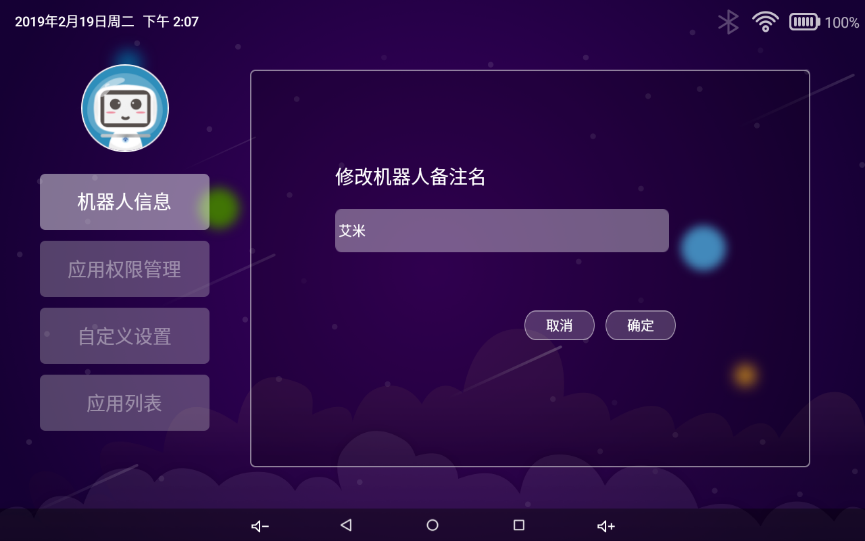 2019年2月19日周二 下午 2:07
100%
机器人信息
应用权限管理
自定义设置
应用列表
修改机器人备注名
艾米
取消
确定